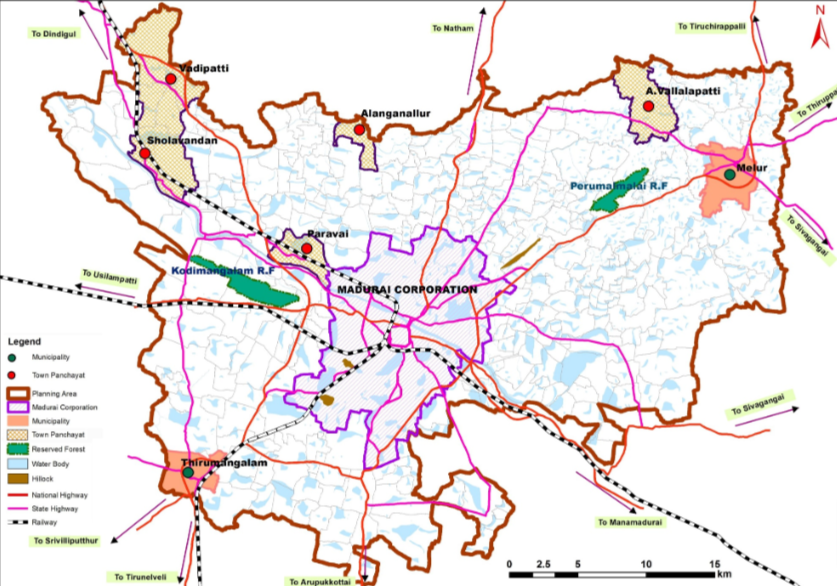 N
To Dindigul
To Natham
To Tiruchirappalli
Vadipatti
A.Vallalapatti
To Thiruppa
Alanganallur
Sholavandan
Melur
Perumalmalai R.F
To Sivagangai
Paravai
Kodimangalam R.F
To Usilampatti
MADURAI CORPORATION
Legend
Municipality
Town Panchayat
Planning Area
Madurai Corporation
Municipality
Town Panchayat
Reserved Forest
Water Body
Hillock
National Highway
State Highway
Railway
To Sivagangai
Thirumangalam
To Manamadurai
To Srivilliputthur
To Tirunelveli
To Arupukkottai
0 2.5 5 10 15
km